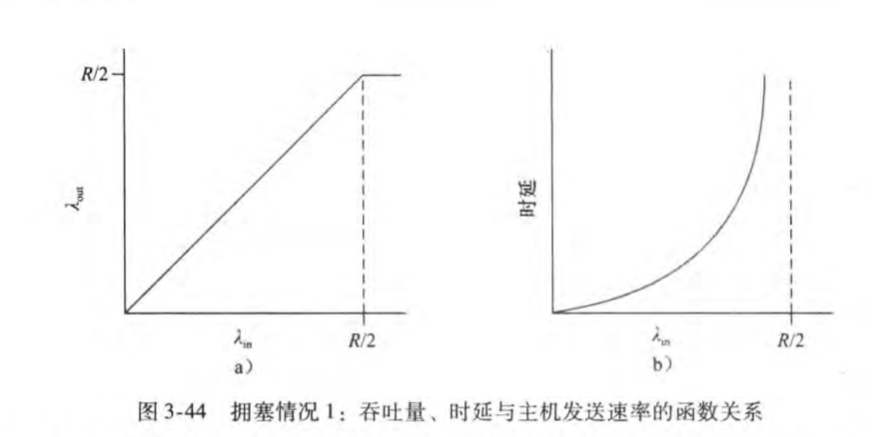 R/2
λout
λin
R/2
a）
时延
λin
R/2
b）
图 3-44 拥塞情况 1：吞吐量、时延与主机发送速率的函数关系